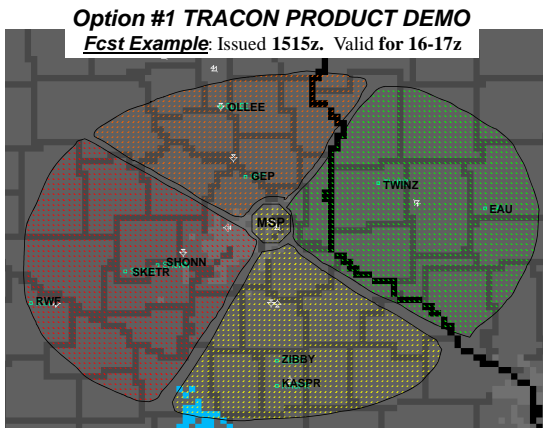 Option #1 TRACON PRODUCT DEMO
Fcst Example: Issued 1515z. Valid for 16-17z
OLLEE
GEP
TWINZ
EAU
MSP
SHONN
SKETR
RWF
ZIBBY
KASPR